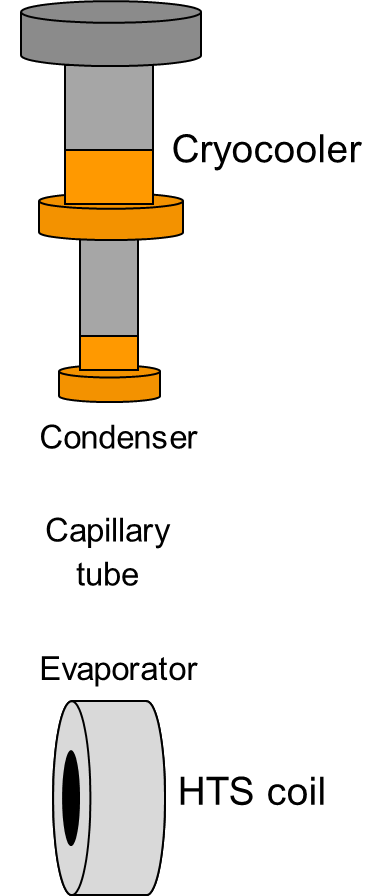 Cryocooler
Condenser
Capillary
tube
Evaporator
HTS coil